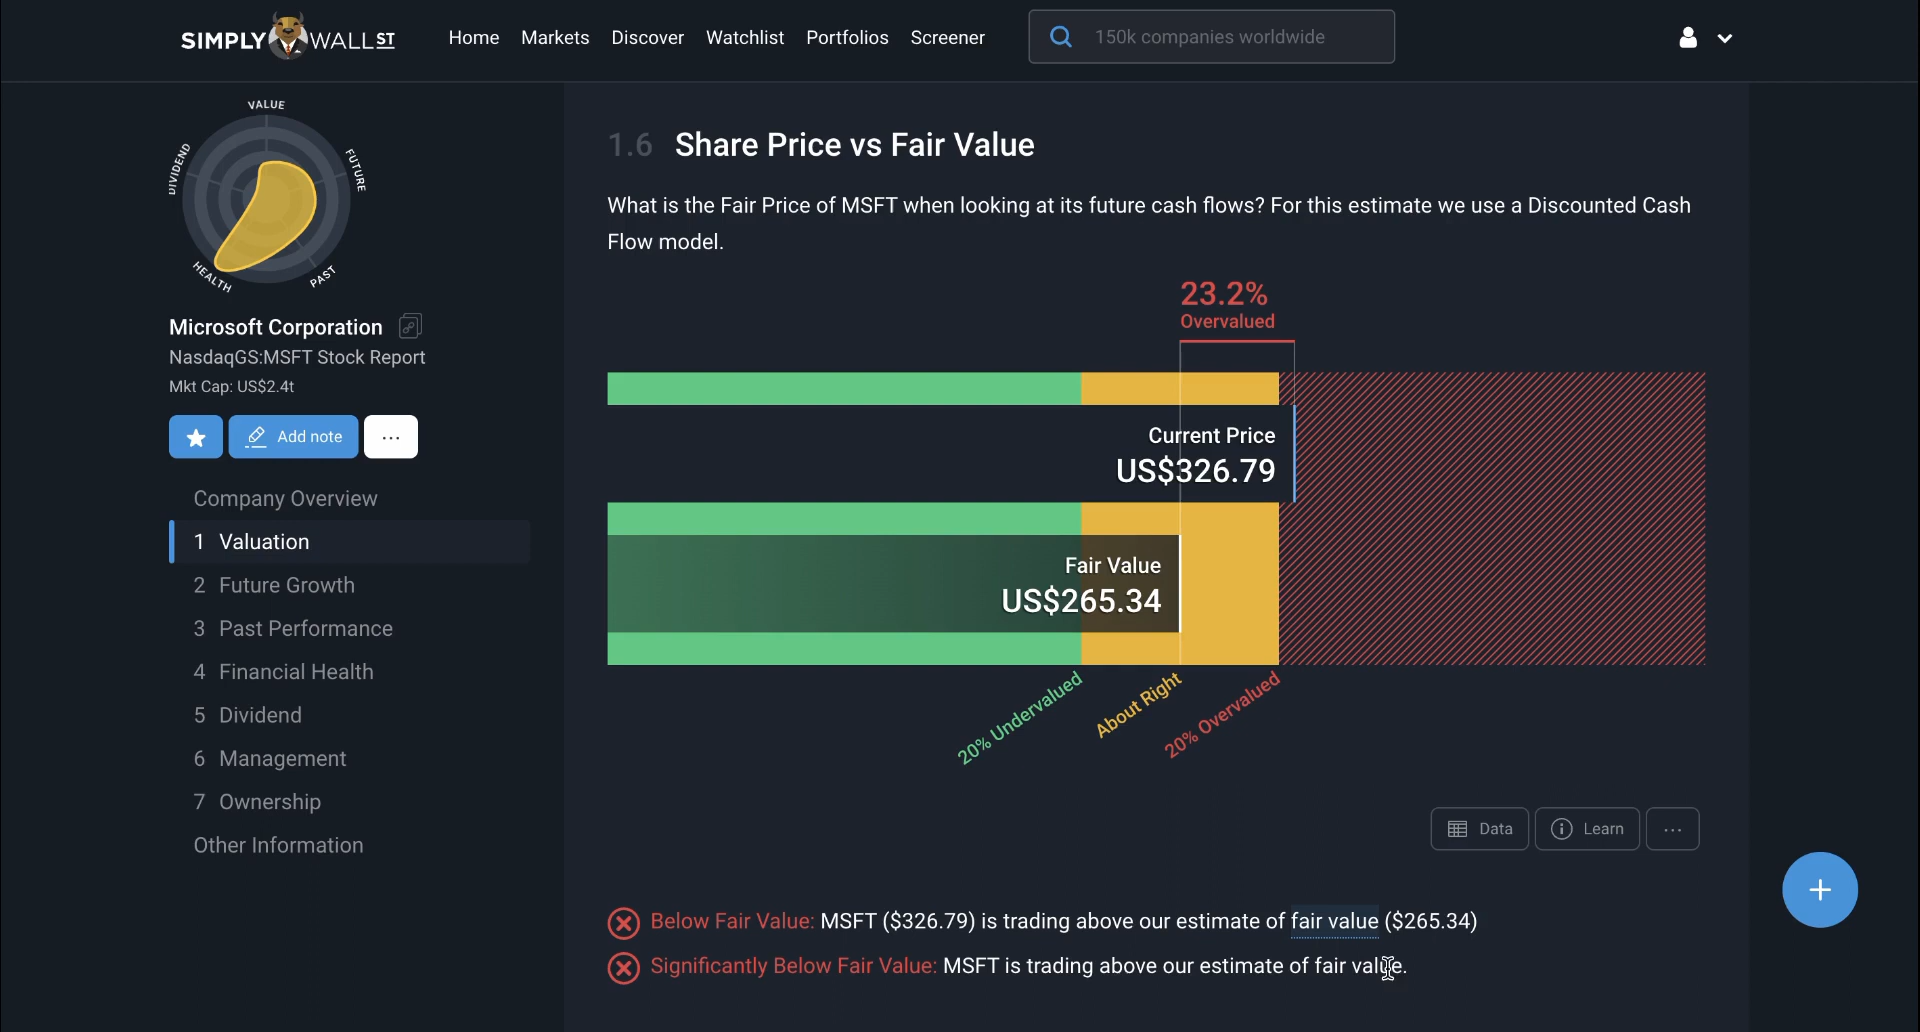 SIMPLY WALL ST
Home Markets Discover Watchlist Portfolios Screener
150k companies worldwide
VALUE
FUTURE
PAST
HEALTH
DIVIDEND
Microsoft Corporation
NasdaqGS:MSFT Stock Report
Mkt Cap: US$2.4t
Add note
...
Company Overview
1 Valuation
2 Future Growth
3 Past Performance
4 Financial Health
5 Dividend
6 Management
7 Ownership
Other Information
1.6 Share Price vs Fair Value
What is the Fair Price of MSFT when looking at its future cash flows? For this estimate we use a Discounted Cash
Flow model.
23.2%
Overvalued
Current Price
US$326.79
Fair Value
US$265.34
20% Undervalued
About Right
20% Overvalued
Data
Learn
...
Below Fair Value: MSFT ($326.79) is trading above our estimate of fair value ($265.34)
Significantly Below Fair Value: MSFT is trading above our estimate of fair value.